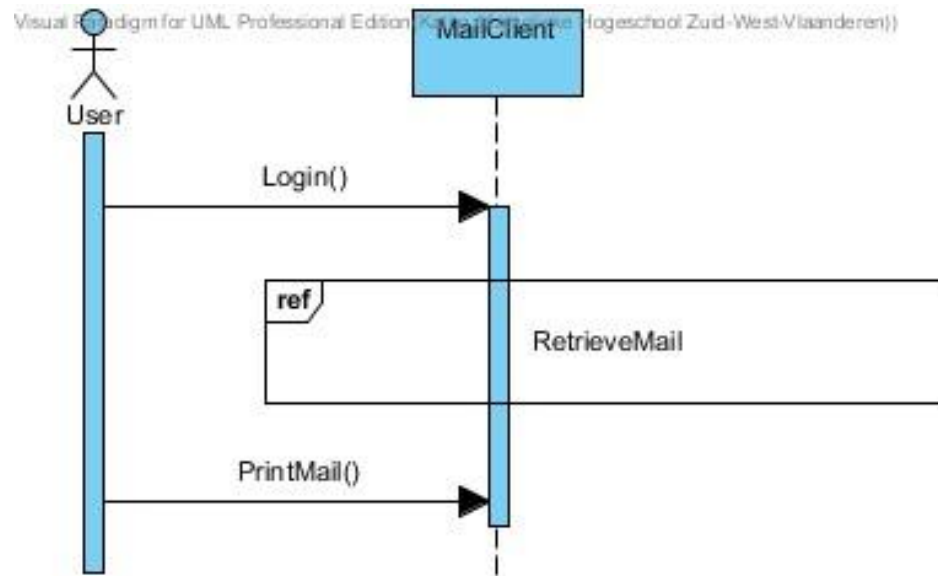 Visual Paradigm for UML Professional Edition Hogeschool Zuid-West-Vlaanderen))
MailClient
User
Login()
ref
RetrieveMail
PrintMail()